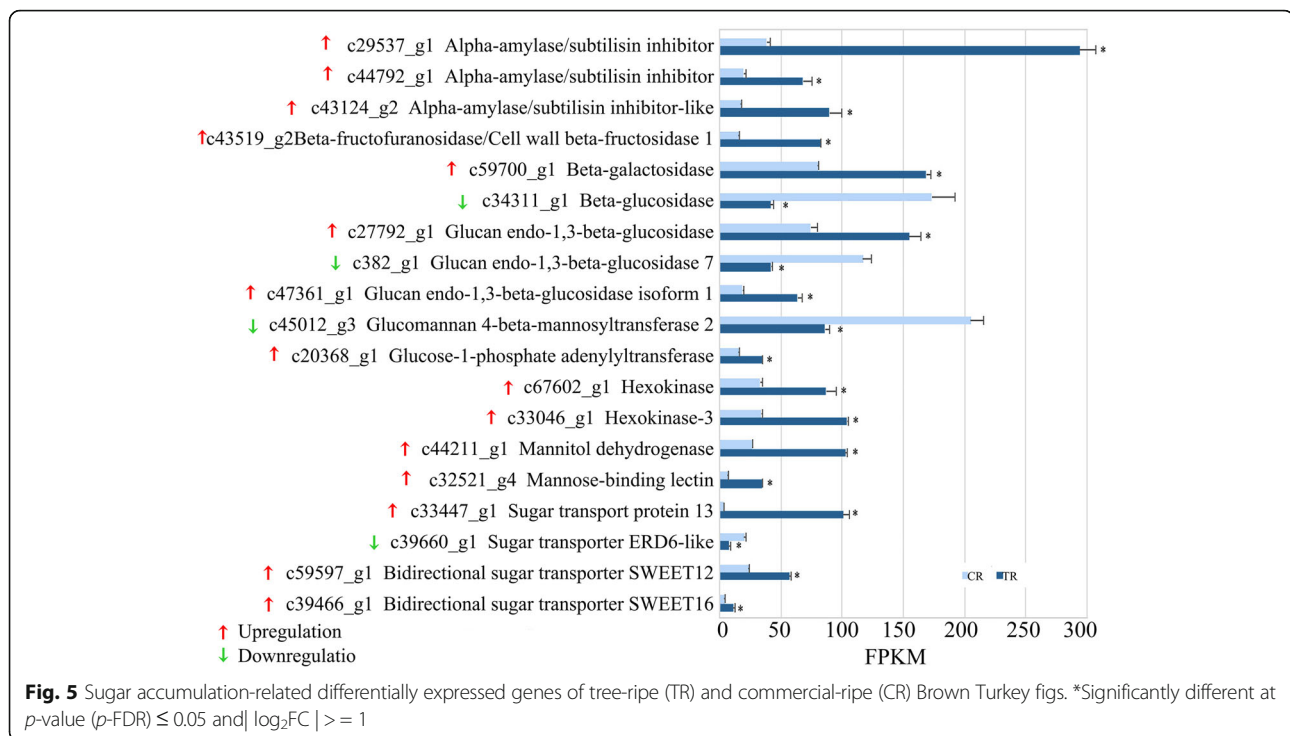 ↑ c29537_g1 Alpha-amylase/subtilisin inhibitor *
↑ c44792_g1 Alpha-amylase/subtilisin inhibitor *
↑ c43124_g2 Alpha-amylase/subtilisin inhibitor-like *
↑c43519_g2Beta-fructofuranosidase/Cell wall beta-fructosidase 1 *
↑ c59700_g1 Beta-galactosidase *
↓ c34311_g1 Beta-glucosidase *
↑ c27792_g1 Glucan endo-1,3-beta-glucosidase *
↓ c382_g1 Glucan endo-1,3-beta-glucosidase 7 *
↑ c47361_g1 Glucan endo-1,3-beta-glucosidase isoform 1 *
↓ c45012_g3 Glucomannan 4-beta-mannosyltransferase 2 *
↑ c20368_g1 Glucose-1-phosphate adenylyltransferase *
↑ c67602_g1 Hexokinase *
↑ c33046_g1 Hexokinase-3 *
↑ c44211_g1 Mannitol dehydrogenase *
↑ c32521_g4 Mannose-binding lectin *
↑ c33447_g1 Sugar transport protein 13 *
↓ c39660_g1 Sugar transporter ERD6-like *
↑ c59597_g1 Bidirectional sugar transporter SWEET12 *
CR TR
↑ c39466_g1 Bidirectional sugar transporter SWEET16 *
0 50 100 150 200 250 300
FPKM
↑ Upregulation
↓ Downregulatio
Fig. 5 Sugar accumulation-related differentially expressed genes of tree-ripe (TR) and commercial-ripe (CR) Brown Turkey figs. *Significantly different at
p-value (p-FDR) ≤ 0.05 and| log₂FC | > = 1